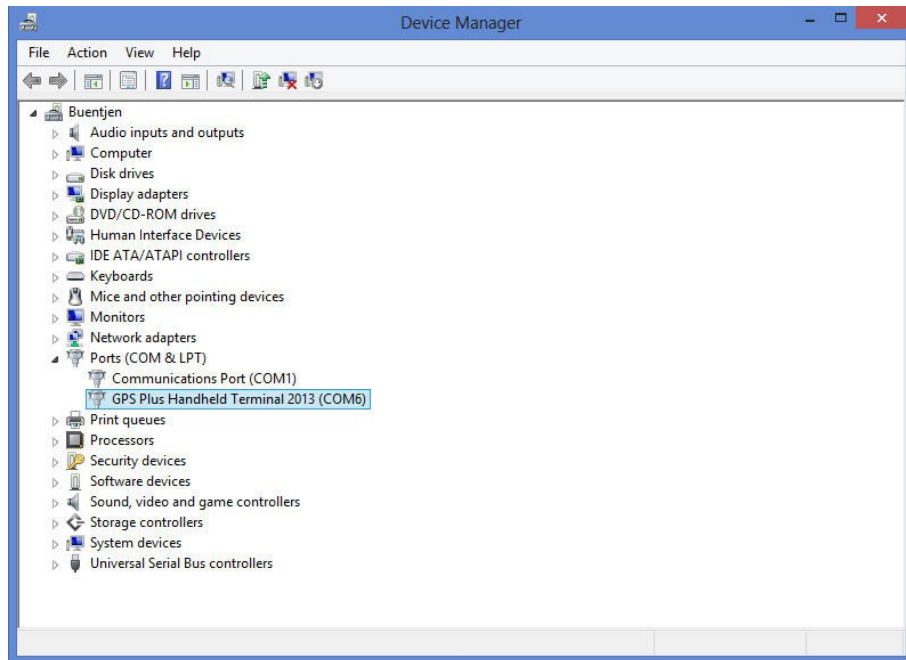 Device Manager
File Action View Help
Buentjen
Audio inputs and outputs
Computer
Disk drives
Display adapters
DVD/CD-ROM drives
Human Interface Devices
IDE ATA/ATAPI controllers
Keyboards
Mice and other pointing devices
Monitors
Network adapters
Ports (COM & LPT)
Communications Port (COM1)
GPS Plus Handheld Terminal 2013 (COM6)
Print queues
Processors
Security devices
Software devices
Sound, video and game controllers
Storage controllers
System devices
Universal Serial Bus controllers